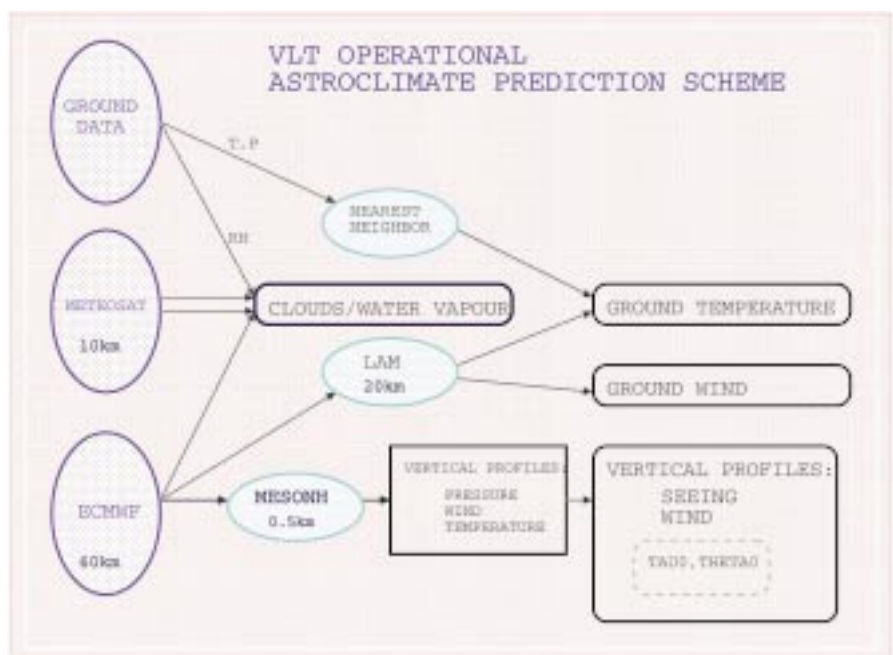 VLT OPERATIONAL
ASTROCLIMATE PREDICTION SCHEME
GROUND
DATA
T.P
NEAREST
NEIGHBOR
RH
METEOSAT
10km
CLOUDS/WATER VAPOUR
GROUND TEMPERATURE
LAM
20km
GROUND WIND
ECMWF
60km
MESONH
0.5km
VERTICAL PROFILES:
PRESSURE
WIND
TEMPERATURE
VERTICAL PROFILES:
SEEING
WIND
TAU0,THETA0